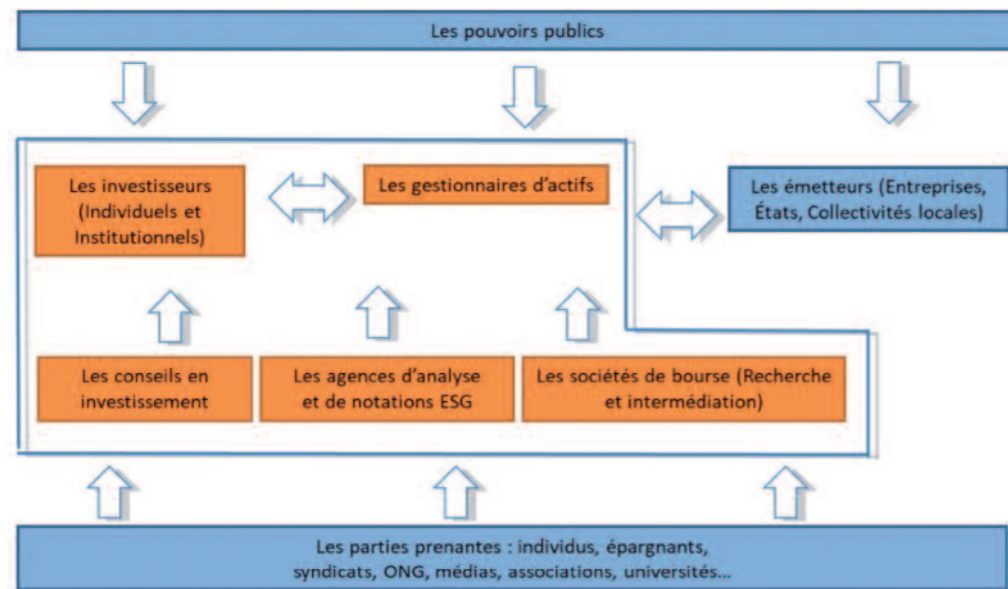 Les pouvoirs publics
Les investisseurs
(Individuels et
Institutionnels)
Les gestionnaires d'actifs
Les émetteurs (Entreprises,
États, Collectivités locales)
Les conseils en
investissement
Les agences d'analyse
et de notations ESG
Les sociétés de bourse (Recherche
et intermédiation)
Les parties prenantes : individus, épargnants,
syndicats, ONG, médias, associations, universités...